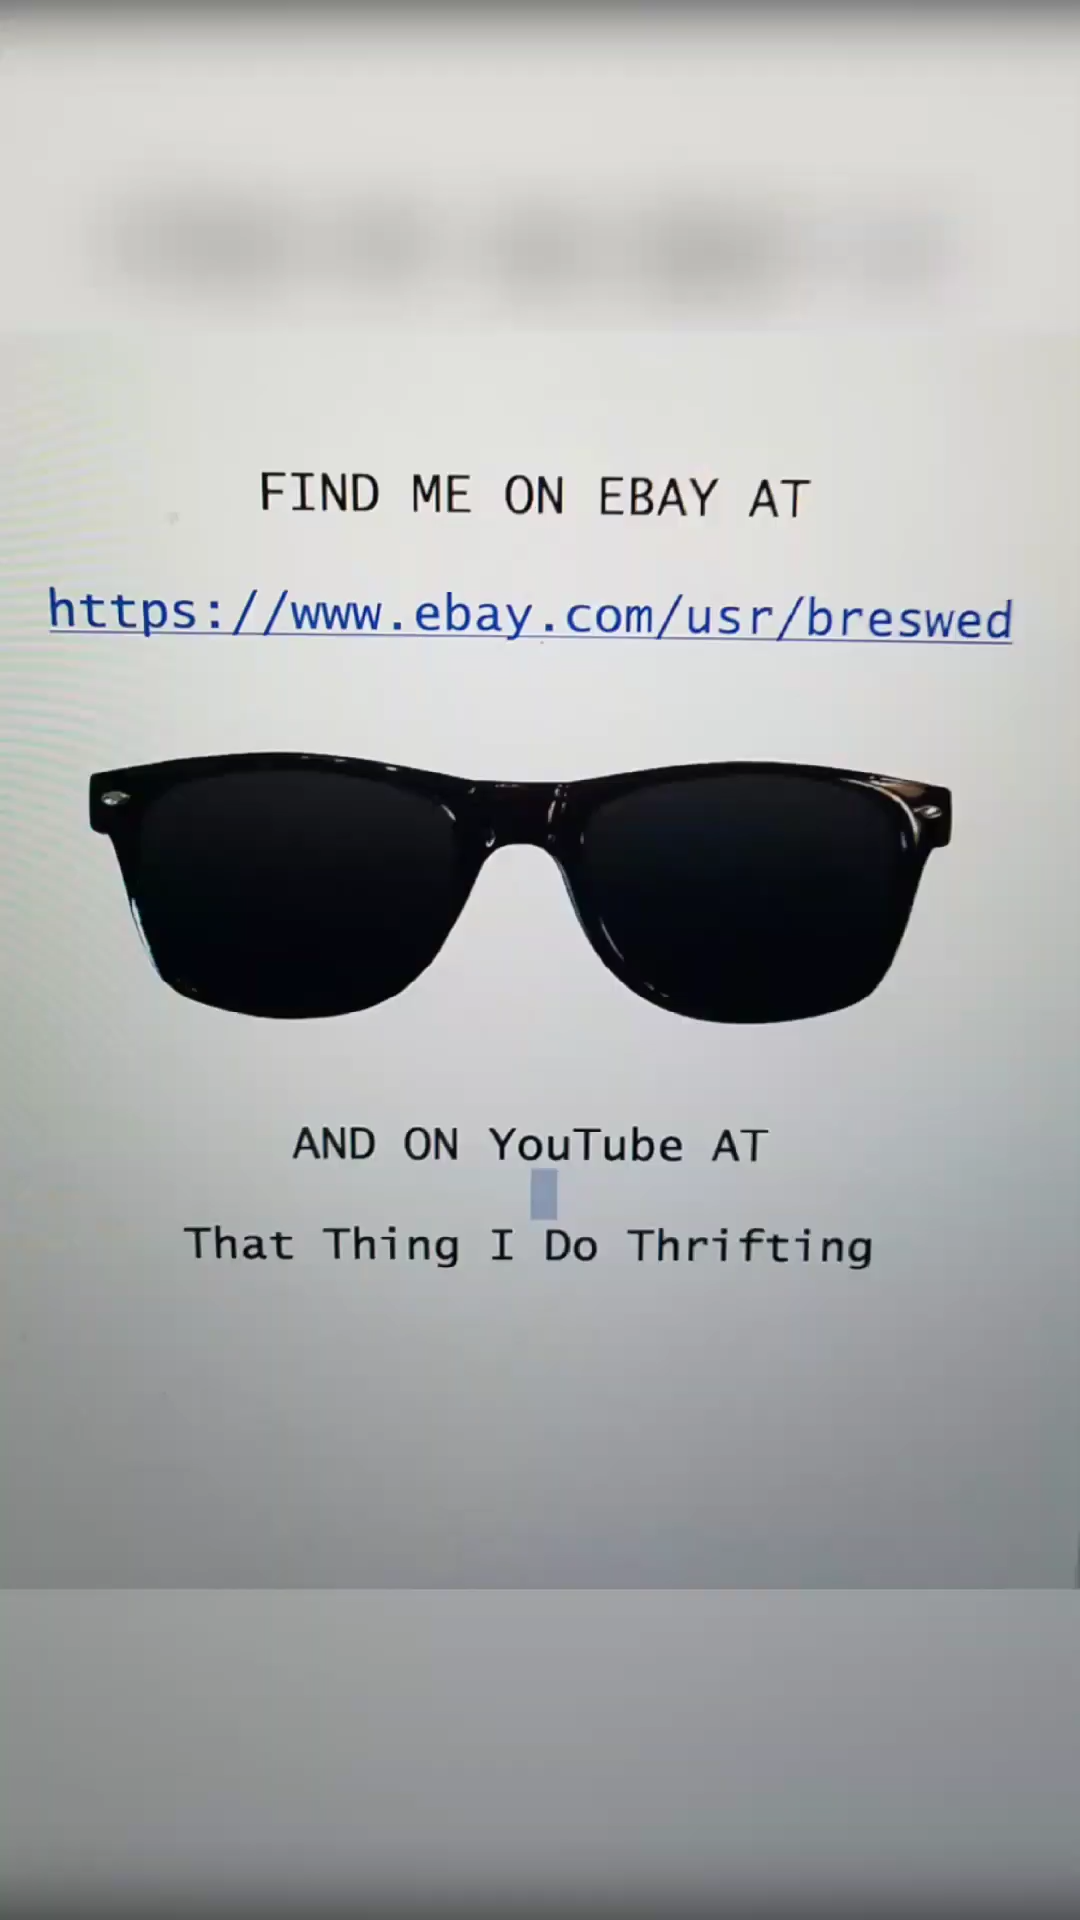 FIND ME ON EBAY AT
https://www.ebay.com/usr/breswed
AND ON YouTube AT
That Thing I Do Thrifting